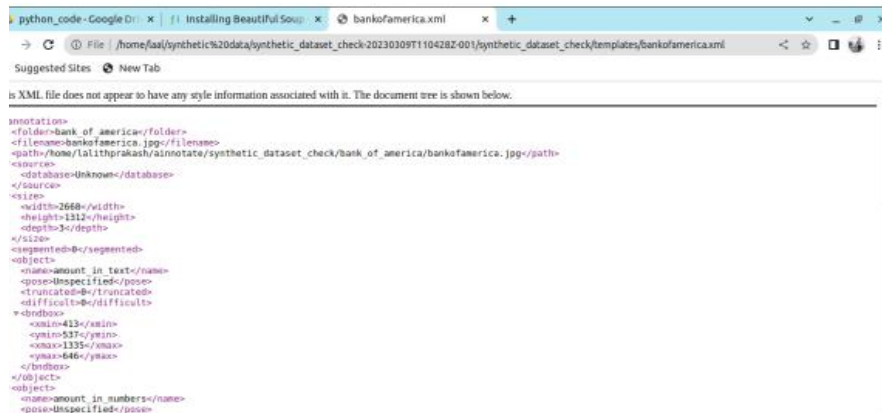 python_code - Google Dri
Installing Beautiful Soup
bankofamerica.xml
File
/home/laal/synthetic%20data/synthetic_dataset_check-20230309T110428Z-001/synthetic_dataset_check/templates/bankofamerica.xml
Suggested Sites
New Tab
is XML file does not appear to have any style information associated with it. The document tree is shown below.
annotation>
<folder>bank_of_america</folder>
<filename>bankofamerica.jpg</filename>
<path>/home/lalithprakash/ainnotate/synthetic_dataset_check/bank_of_america/bankofamerica.jpg</path>
<source>
<database>Unknown</database>
</source>
<size>
<width>2668</width>
<height>1312</height>
<depth>3</depth>
</size>
<segmented>0</segmented>
<object>
<name>amount_in_text</name>
<pose>Unspecified</pose>
<truncated>0</truncated>
<difficult>0</difficult>
▼<bndbox>
<xmin>413</xmin>
<ymin>537</ymin>
<xmax>1335</xmax>
<ymax>646</ymax>
</bndbox>
</object>
<object>
<name>amount_in_numbers</name>
<pose>Unspecified</pose>